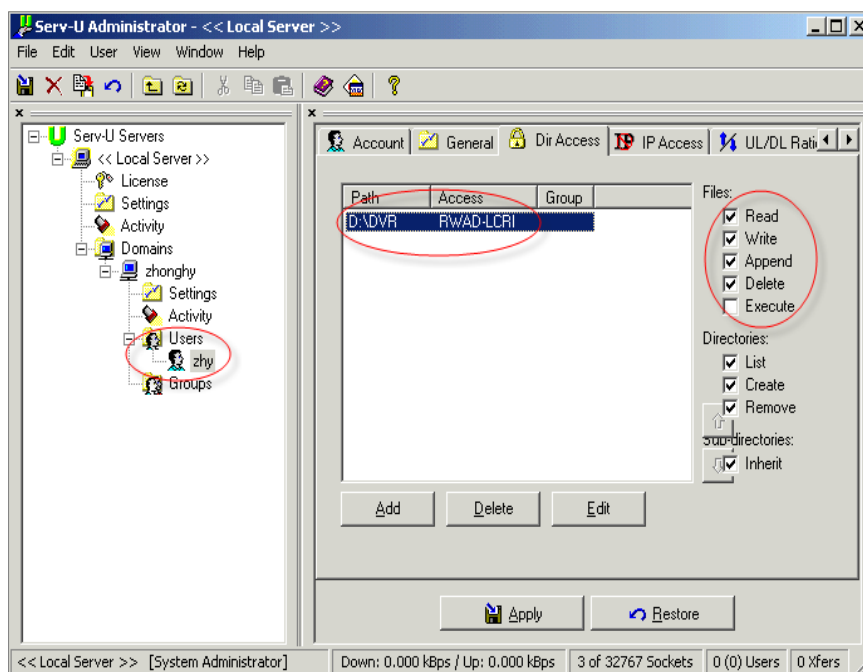 Serv-U Administrator - << Local Server >>
File Edit User View Window Help
Serv-U Servers
<< Local Server >>
License
Settings
Activity
Domains
zhonghy
Settings
Activity
Users
zhy
Groups
Account General Dir Access IP Access UL/DL Rati
Path Access Group
D:\DVR RWAD-LCRI
Files:
Read
Write
Append
Delete
Execute
Directories:
List
Create
Remove
Sub-directories:
Inherit
Add Delete Edit
Apply Restore
<< Local Server >> [System Administrator] Down: 0.000 kBps / Up: 0.000 kBps 3 of 32767 Sockets 0 (0) Users 0 Xfers